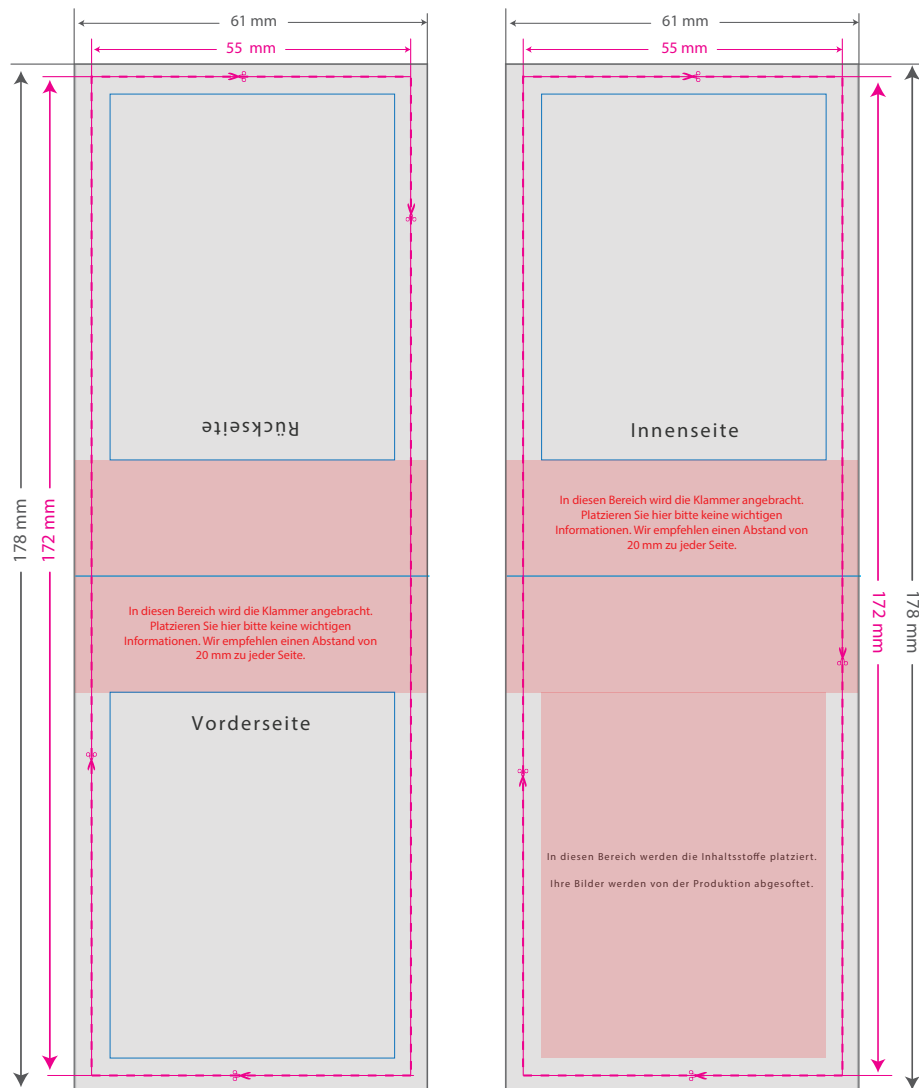 61 mm
55 mm
178 mm
172 mm
Rückseite
In diesen Bereich wird die Klammer angebracht.
Platzieren Sie hier bitte keine wichtigen
Informationen. Wir empfehlen einen Abstand von
20 mm zu jeder Seite.
Vorderseite
61 mm
55 mm
Innenseite
In diesen Bereich wird die Klammer angebracht.
Platzieren Sie hier bitte keine wichtigen
Informationen. Wir empfehlen einen Abstand von
20 mm zu jeder Seite.
172 mm
178 mm
In diesen Bereich werden die Inhaltsstoffe platziert.
Ihre Bilder werden von der Produktion abgesoftet.